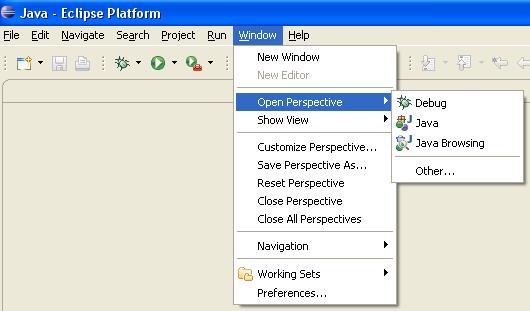 Java - Eclipse Platform
File Edit Navigate Search Project Run Window Help
New Window
New Editor
Open Perspective
Show View
Customize Perspective...
Save Perspective As...
Reset Perspective
Close Perspective
Close All Perspectives
Navigation
Working Sets
Preferences...
Debug
Java
Java Browsing
Other...